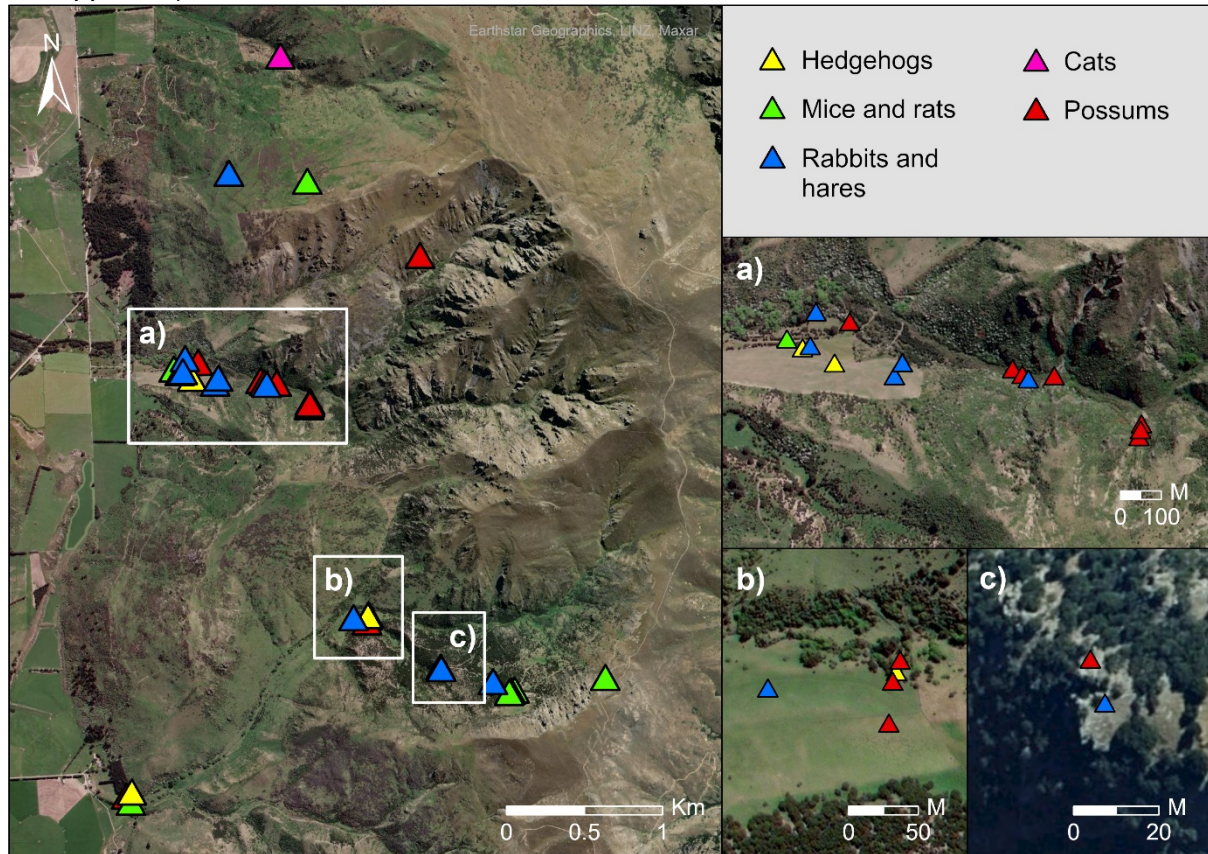 Earthstar Geographics, LINZ, Maxar
N
Hedgehogs
Cats
Mice and rats
Possums
Rabbits and
hares
a)
a)
M
0 100
b)
c)
b)
M
0 50
c)
M
0 20
Km
0 0.5 1